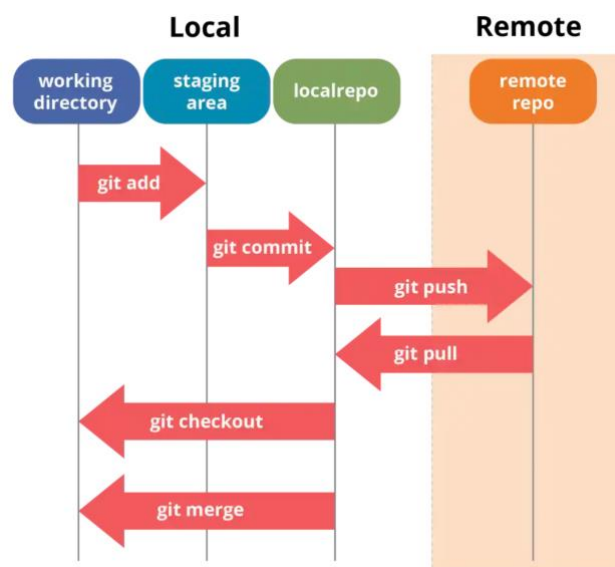 Local
Remote
working
directory
staging
area
localrepo
remote
repo
git add
git commit
git push
git pull
git checkout
git merge